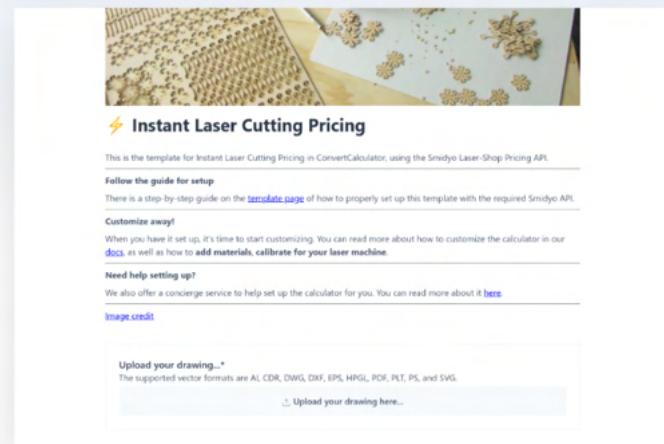 ⚡ Instant Laser Cutting Pricing
This is the template for Instant Laser Cutting Pricing in ConvertCalculator, using the Smidyo Laser-Shop Pricing API.
Follow the guide for setup
There is a step-by-step guide on the template page of how to properly set up this template with the required Smidyo API.
Customize away!
When you have it set up, it's time to start customizing. You can read more about how to customize the calculator in our
docs, as well as how to add materials, calibrate for your laser machine.
Need help setting up?
We also offer a concierge service to help set up the calculator for you. You can read more about it here.
Image credit
Upload your drawing...*
The supported vector formats are AI, CDR, DWG, DXF, EPS, HPGL, PDF, PLT, PS, and SVG.
Upload your drawing here...